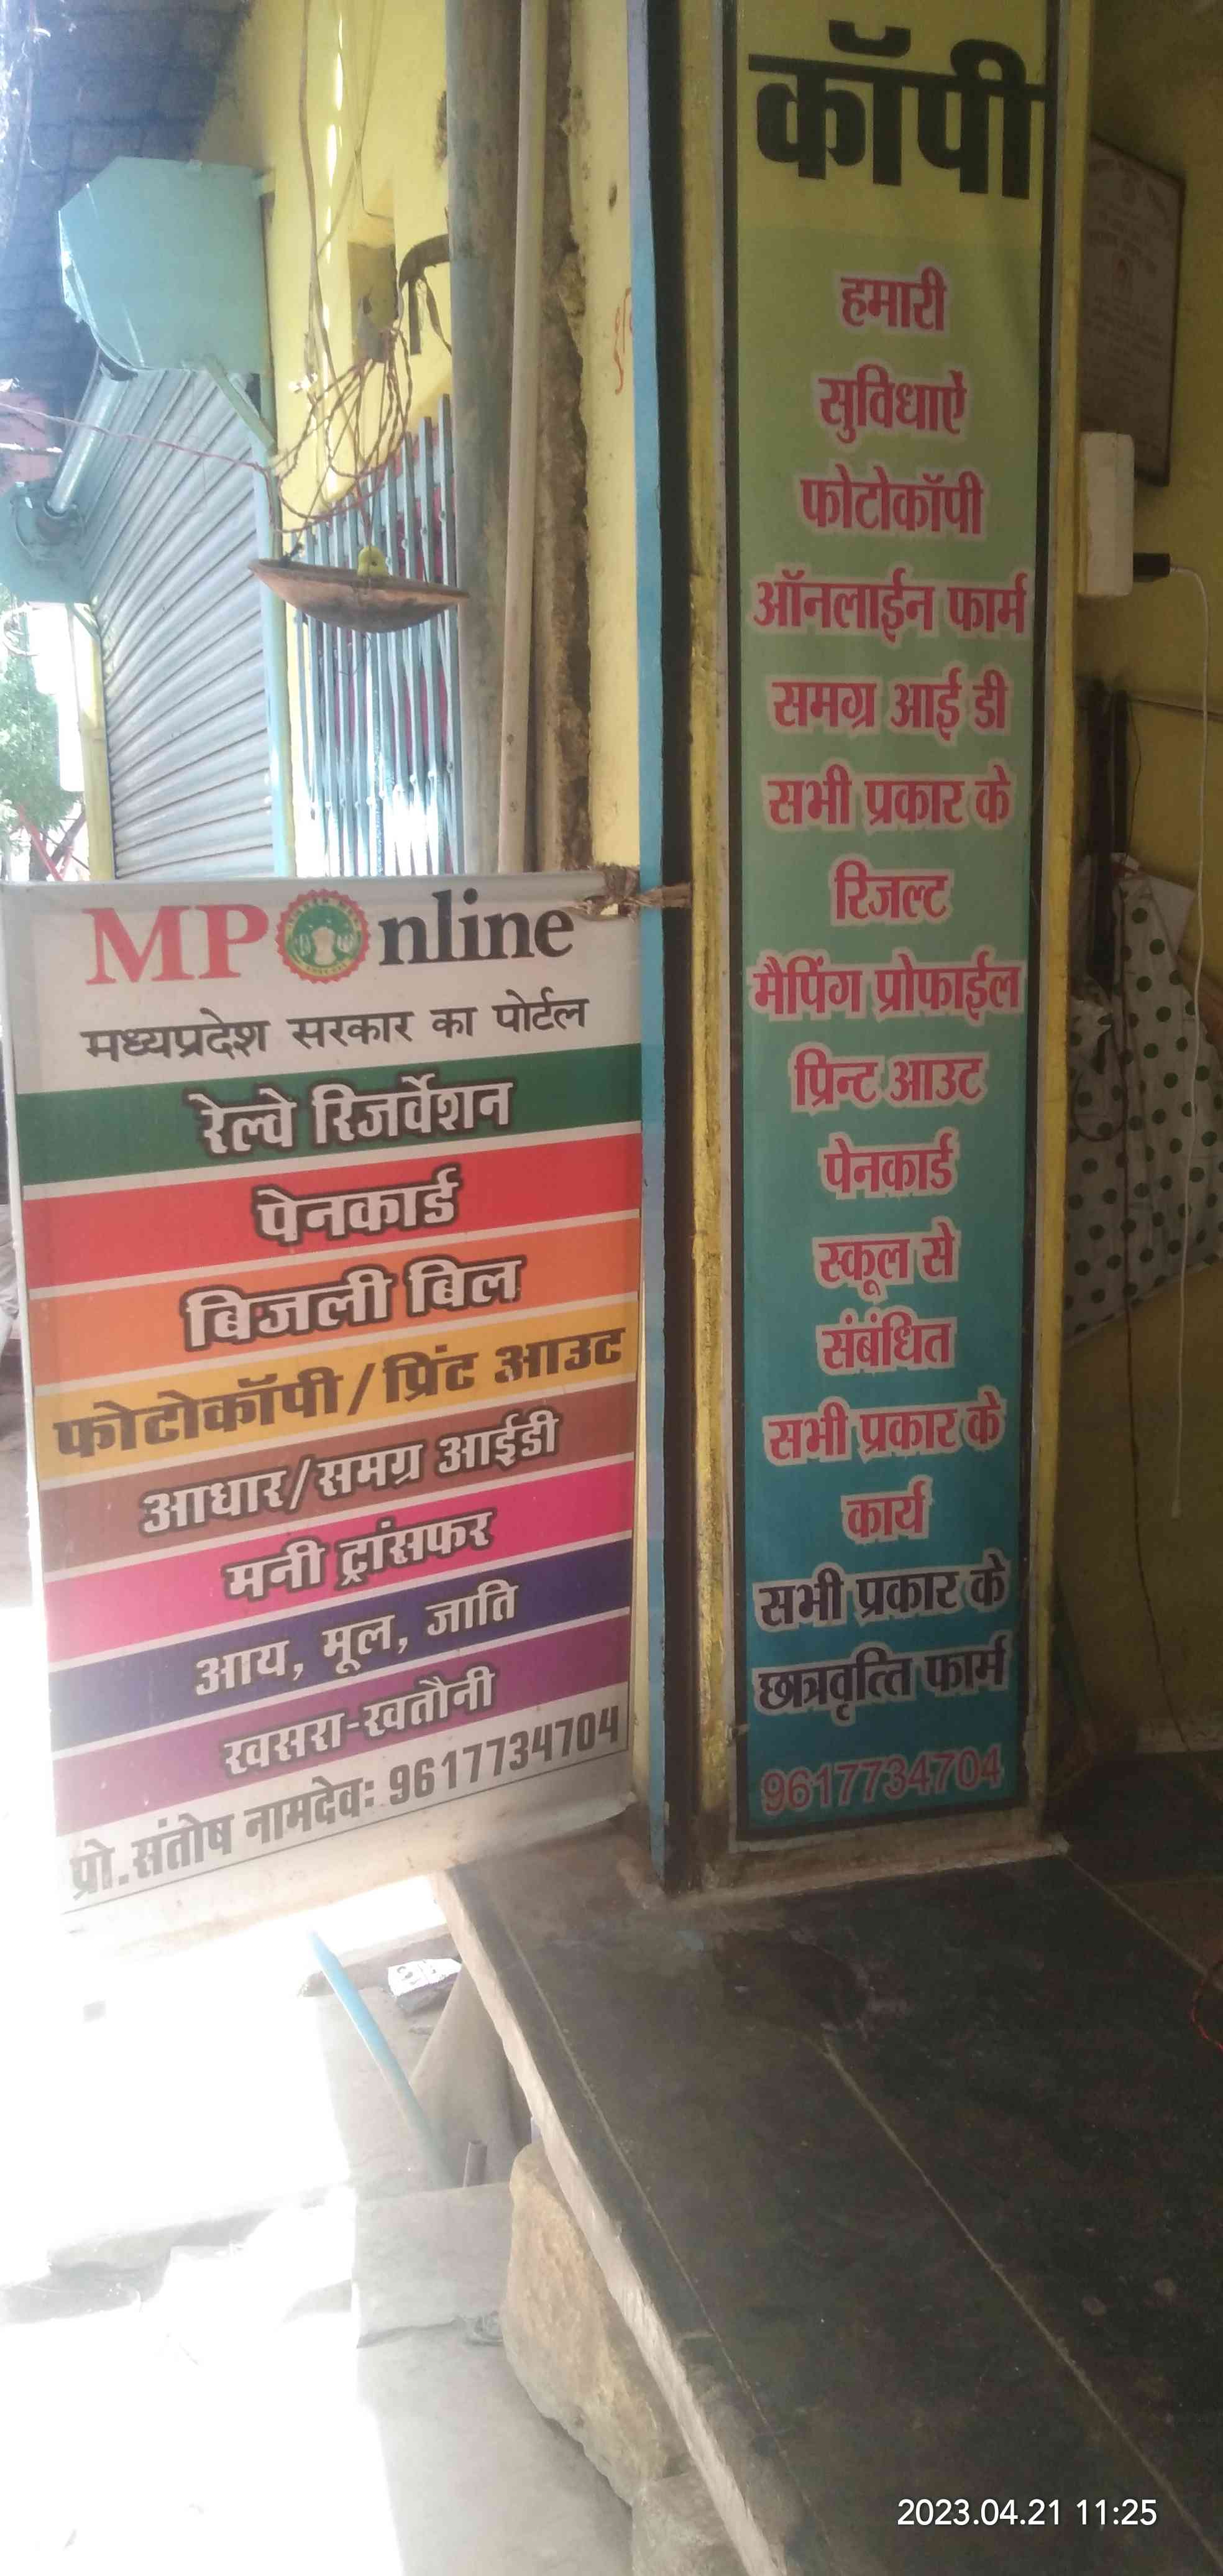 MPOnline
मध्यप्रदेश सरकार का पोर्टल
रेल्वे रिजर्वेशन
पेनकार्ड
बिजली बिल
फोटोकॉपी/प्रिंट आउट
आधार/समग्र आईडी
मनी ट्रांसफर
आय, मूल, जाति
खसरा-खतौनी
प्रो.संतोष नामदेव: 9617734704
कॉपी
हमारी
सुविधाऐं
फोटोकॉपी
ऑनलाईन फार्म
समग्र आई डी
सभी प्रकार के
रिजल्ट
मैपिंग प्रोफाईल
प्रिन्ट आउट
पेनकार्ड
स्कूल से
संबंधित
सभी प्रकार के
कार्य
सभी प्रकार के
छात्रवृत्ति फार्म
9617734704
2023.04.21 11:25